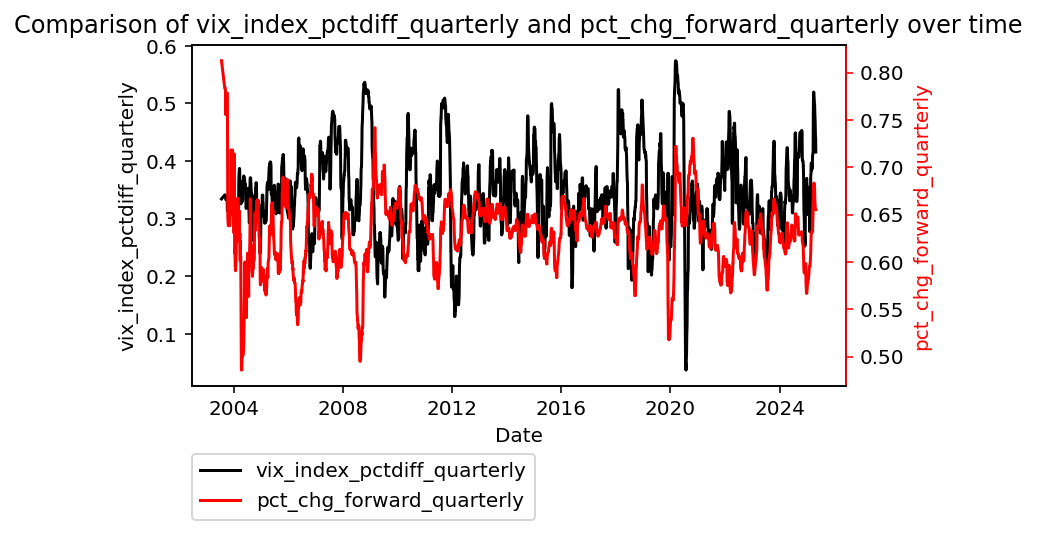 Comparison of vix_index_pctdiff_quarterly and pct_chg_forward_quarterly over time
vix_index_pctdiff_quarterly
0.6
0.5
0.4
0.3
0.2
0.1
0.80
0.75
0.70
0.65
0.60
0.55
0.50
pct_chg_forward_quarterly
2004 2008 2012 2016 2020 2024
Date
vix_index_pctdiff_quarterly
pct_chg_forward_quarterly